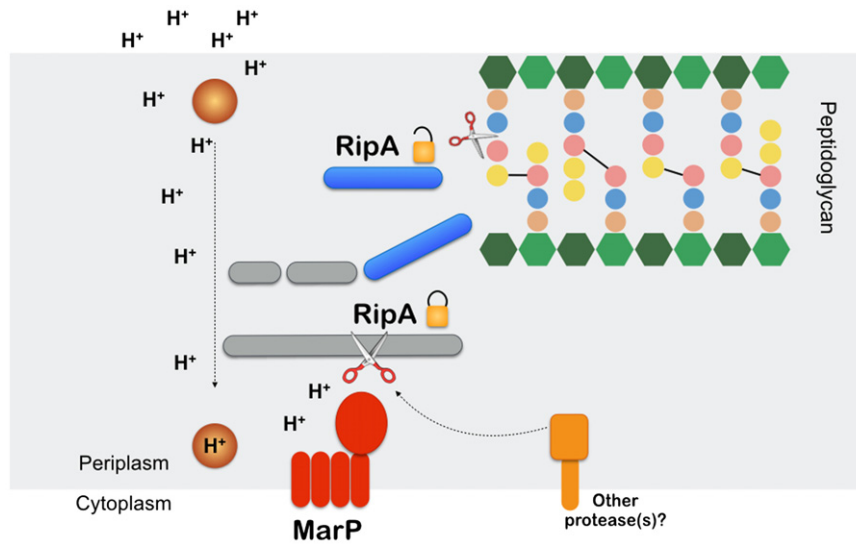 H+
H+
H+
H+
H+
H+
H+
RipA
Peptidoglycan
H+
H+
RipA
H+
H+
H+
H+
Periplasm
Cytoplasm
MarP
Other
protease(s)?